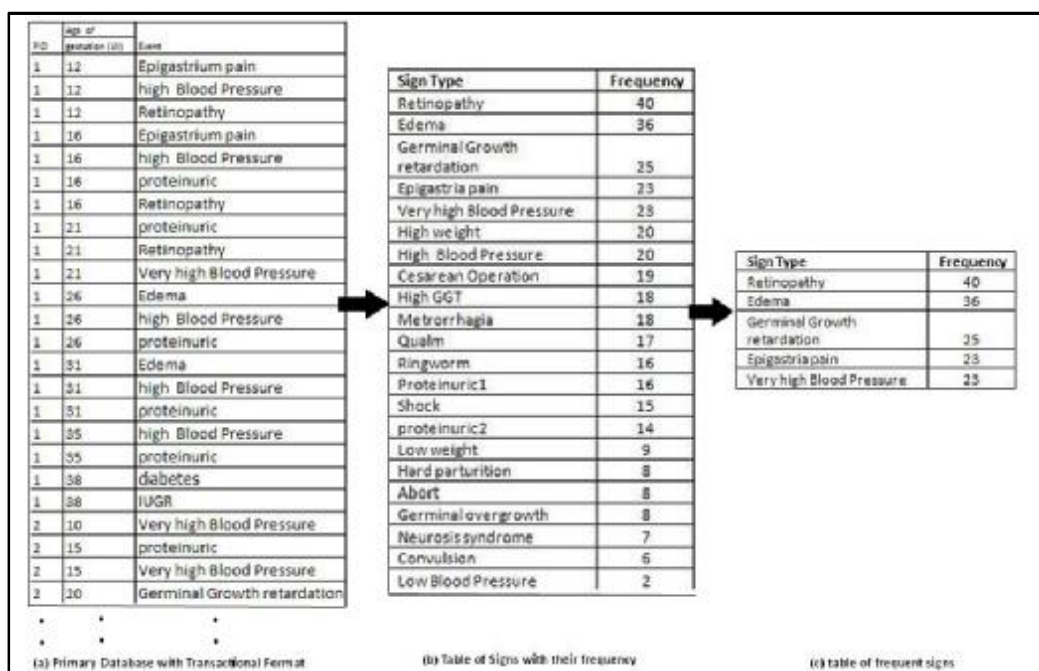 Age of
PID gestation (W) Event
1 12 Epigastrium pain
1 12 high Blood Pressure
1 12 Retinopathy
1 16 Epigastrium pain
1 16 high Blood Pressure
1 16 proteinuric
1 16 Retinopathy
1 21 proteinuric
1 21 Retinopathy
1 21 Very high Blood Pressure
1 26 Edema
1 26 high Blood Pressure
1 26 proteinuric
1 31 Edema
1 31 high Blood Pressure
1 31 proteinuric
1 35 high Blood Pressure
1 35 proteinuric
1 38 diabetes
1 38 IUGR
2 10 Very high Blood Pressure
2 15 proteinuric
2 15 Very high Blood Pressure
2 20 Germinal Growth retardation
(a) Primary Database with Transactional Format
Sign Type Frequency
Retinopathy 40
Edema 36
Germinal Growth
retardation 25
Epigastria pain 23
Very high Blood Pressure 23
High weight 20
High Blood Pressure 20
Cesarean Operation 19
High GGT 18
Metrorrhagia 18
Qualm 17
Ringworm 16
Proteinuric1 16
Shock 15
proteinuric2 14
Low weight 9
Hard parturition 8
Abort 8
Germinal overgrowth 8
Neurosis syndrome 7
Convulsion 6
Low Blood Pressure 2
(b) Table of Signs with their frequency
Sign Type Frequency
Retinopathy 40
Edema 36
Germinal Growth
retardation 25
Epigastria pain 23
Very high Blood Pressure 23
(c) table of frequent signs